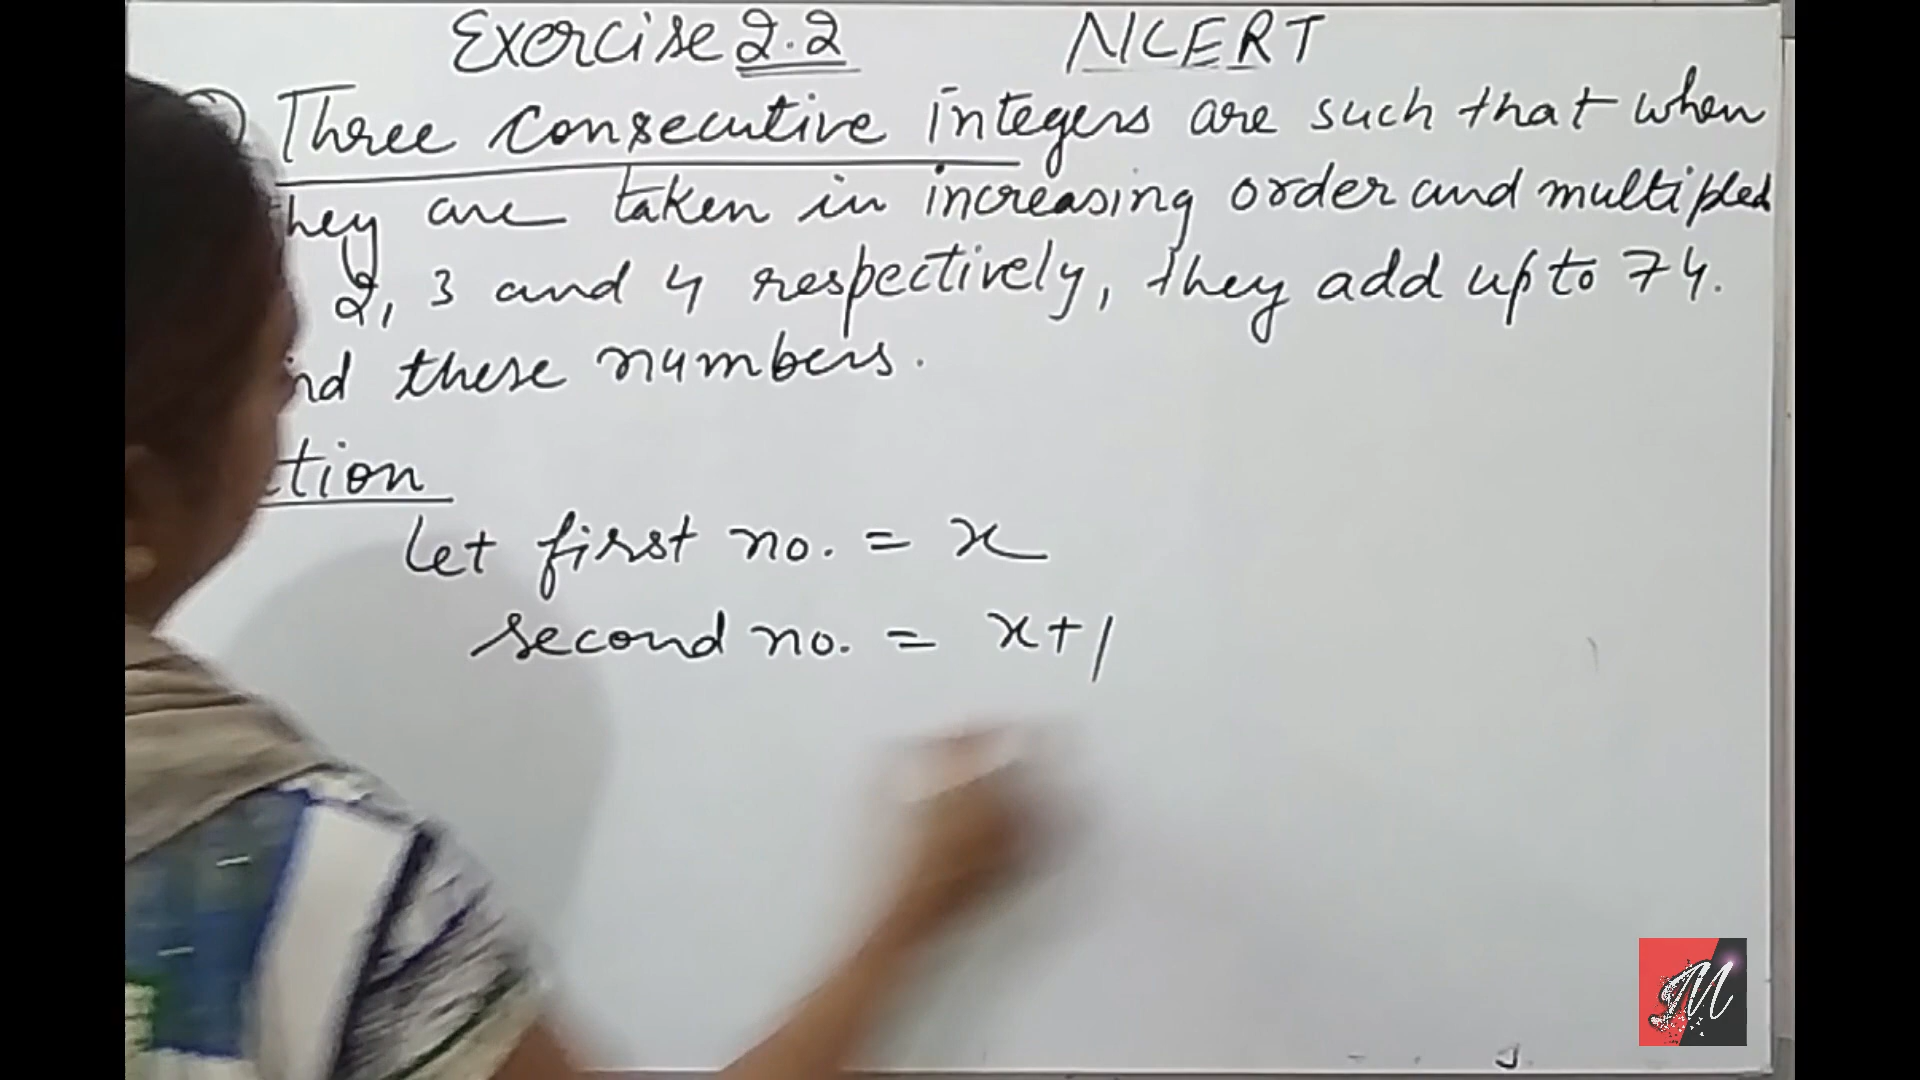 Exercise 2.2 NCERT
Three consecutive integers are such that when
hey are taken in increasing order and multipled
2, 3 and 4 respectively, they add up to 74.
nd these numbers.
tion
Let first no. = x
second no. = x+1
M